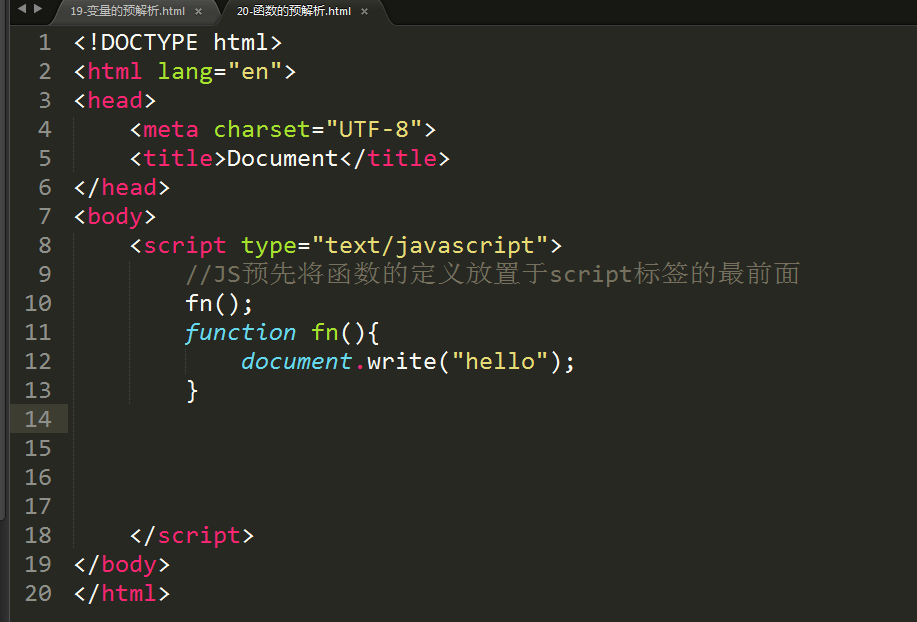 19-变量的预解析.html × 20-函数的预解析.html ×
1 <!DOCTYPE html>
2 <html lang="en">
3 <head>
4     <meta charset="UTF-8">
5     <title>Document</title>
6 </head>
7 <body>
8     <script type="text/javascript">
9         //JS预先将函数的定义放置于script标签的最前面
10         fn();
11         function fn(){
12             document.write("hello");
13         }
14
15
16
17
18     </script>
19 </body>
20 </html>